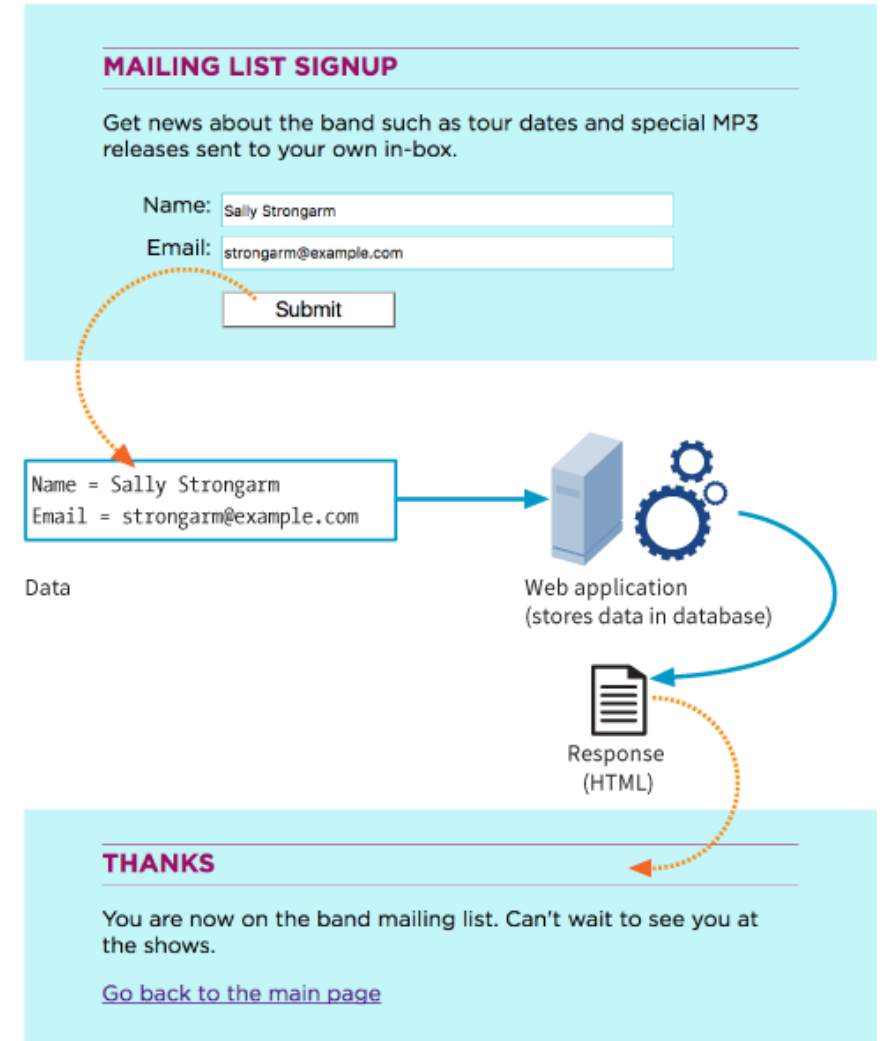 MAILING LIST SIGNUP
Get news about the band such as tour dates and special MP3
releases sent to your own in-box.
Name: Sally Strongarm
Email: strongarm@example.com
Submit
Name = Sally Strongarm
Email = strongarm@example.com
Data
Web application
(stores data in database)
Response
(HTML)
THANKS
You are now on the band mailing list. Can't wait to see you at
the shows.
Go back to the main page